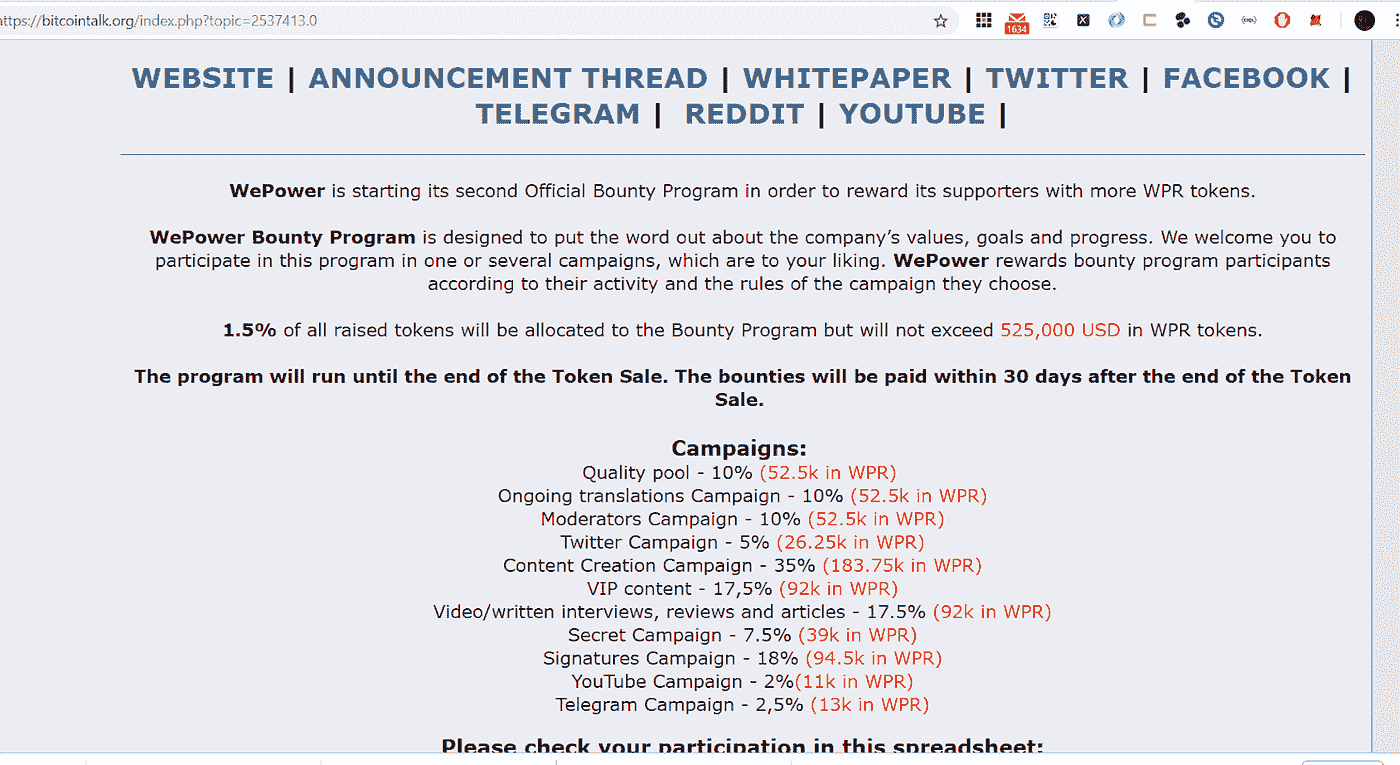 ttps://bitcointalk.org/index.php?topic=2537413.0
1634
WEBSITE | ANNOUNCEMENT THREAD | WHITEPAPER | TWITTER | FACEBOOK |
TELEGRAM | REDDIT | YOUTUBE |
WePower is starting its second Official Bounty Program in order to reward its supporters with more WPR tokens.
WePower Bounty Program is designed to put the word out about the company's values, goals and progress. We welcome you to
participate in this program in one or several campaigns, which are to your liking. WePower rewards bounty program participants
according to their activity and the rules of the campaign they choose.
1.5% of all raised tokens will be allocated to the Bounty Program but will not exceed 525,000 USD in WPR tokens.
The program will run until the end of the Token Sale. The bounties will be paid within 30 days after the end of the Token
Sale.
Campaigns:
Quality pool - 10% (52.5k in WPR)
Ongoing translations Campaign - 10% (52.5k in WPR)
Moderators Campaign - 10% (52.5k in WPR)
Twitter Campaign - 5% (26.25k in WPR)
Content Creation Campaign - 35% (183.75k in WPR)
VIP content - 17,5% (92k in WPR)
Video/written interviews, reviews and articles - 17.5% (92k in WPR)
Secret Campaign - 7.5% (39k in WPR)
Signatures Campaign - 18% (94.5k in WPR)
YouTube Campaign - 2%(11k in WPR)
Telegram Campaign - 2,5% (13k in WPR)
Please check your participation in this spreadsheet: